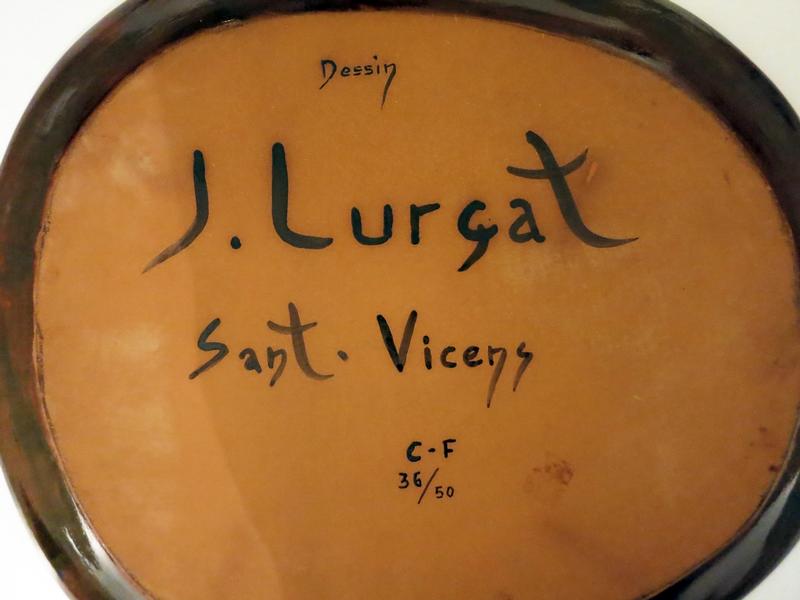 Dessin
J. Lurçat
Sant. Vicens
C-F
36/50